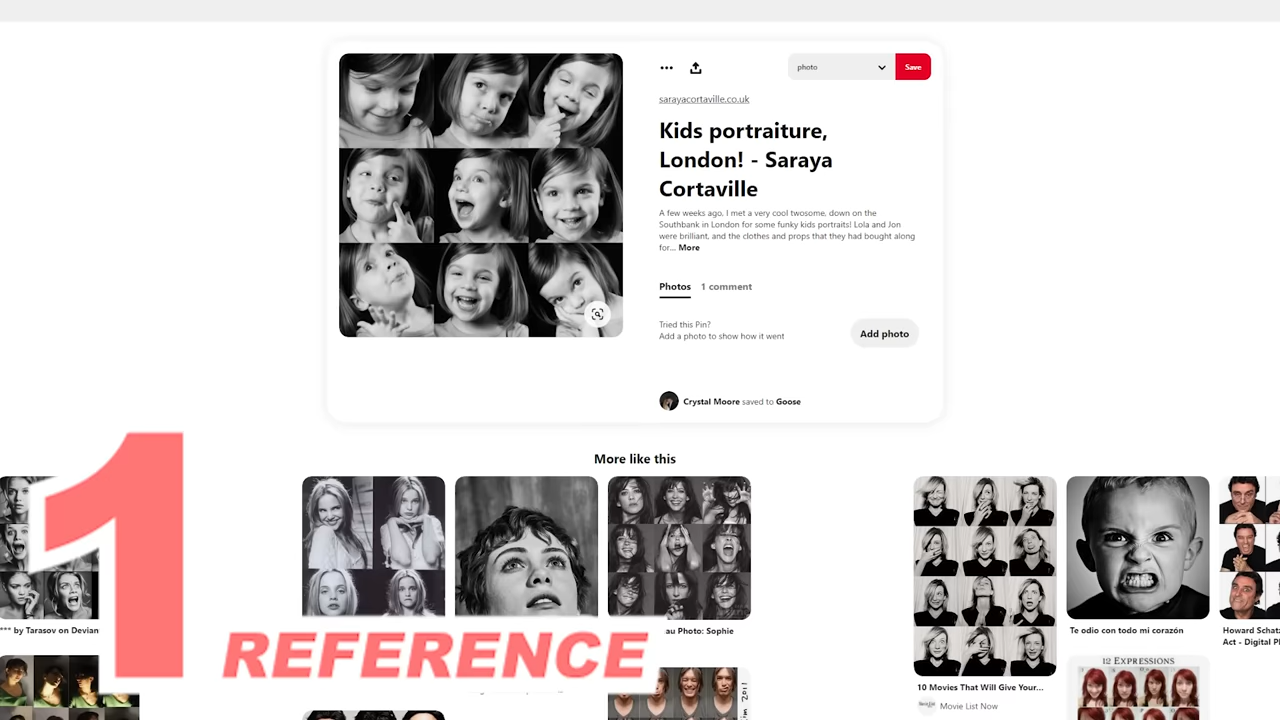 photo
Save
sarayacortaville.co.uk
Kids portraiture,
London! - Saraya
Cortaville
A few weeks ago, I met a very cool twosome, down on the
Southbank in London for some funky kids portraits! Lola and Jon
were brilliant, and the clothes and props that they had bought along
for... More
Photos 1 comment
Tried this Pin?
Add a photo to show how it went
Add photo
Crystal Moore saved to Goose
More like this
*** by Tarasov on Devian
au Photo: Sophie
Te odio con todo mi corazón
Howard Schatz
Act - Digital P
10 Movies That Will Give Your...
Movie List Now
12 EXPRESSIONS
1
REFERENCE